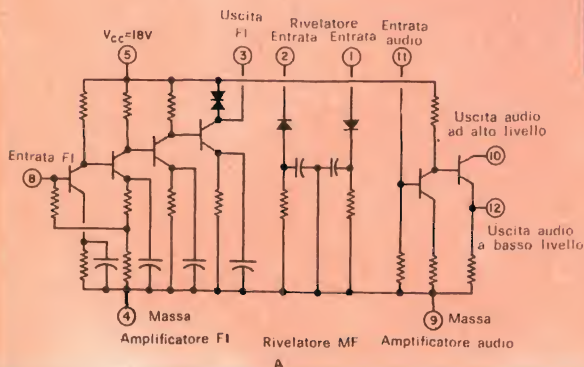 Vcc=18V
5
Uscita
FI
3
Rivelatore
Entrata Entrata
2
1
Entrata
audio
11
Entrata FI
8
Uscita audio
ad alto livello
10
12
Uscita audio
a basso livello
4 Massa
Amplificatore FI
Rivelatore MF
9 Massa
Amplificatore audio
A